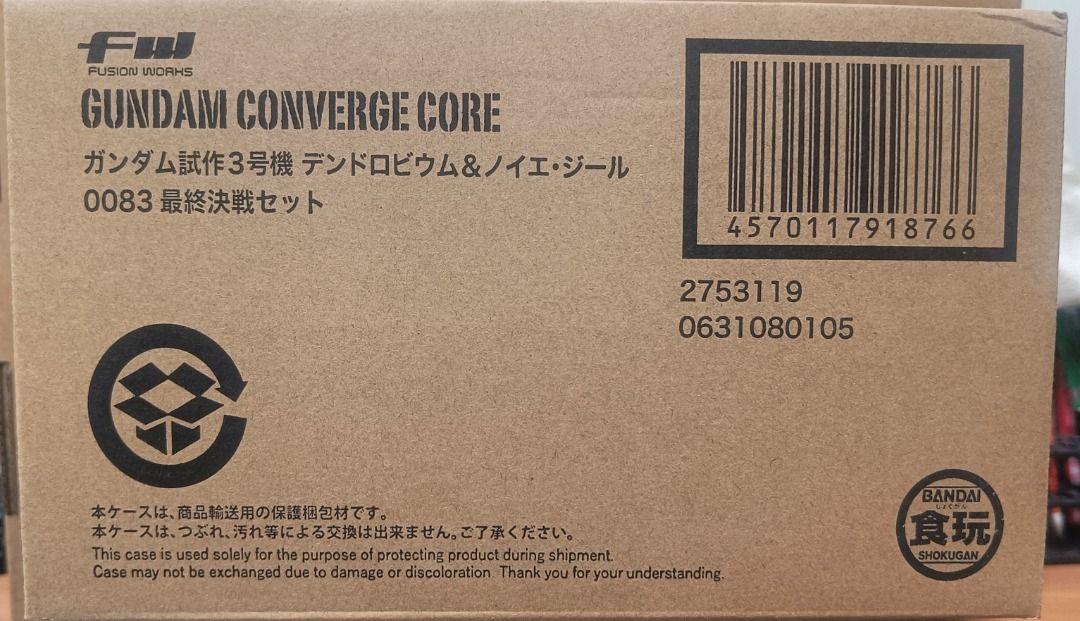 FW
FUSION WORKS
GUNDAM CONVERGE CORE
ガンダム試作3号機 デンドロビウム&ノイエ・ジール
0083 最終決戦セット
4570117918766
2753119
0631080105
本ケースは、商品輸送用の保護梱包材です。
本ケースは、つぶれ、汚れ等による交換は出来ません。ご了承ください。
This case is used solely for the purpose of protecting product during shipment.
Case may not be exchanged due to damage or discoloration. Thank you for your understanding.
BANDAI
しょくがん
食玩
SHOKUGAN